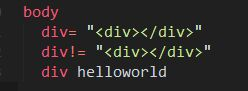 body
div= "<div></div>"
div!= "<div></div>"
div helloworld